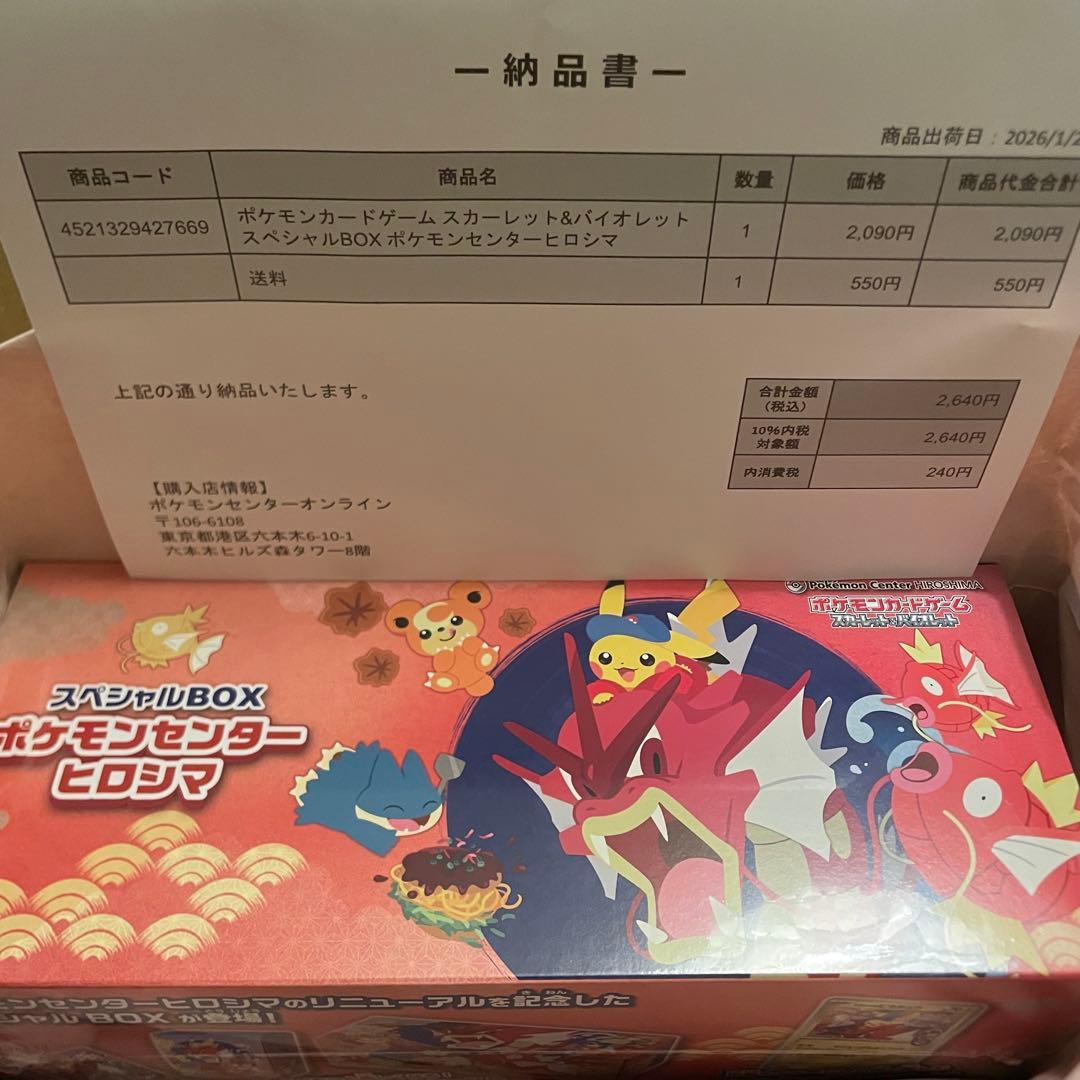 ー納品書ー
商品出荷日：2026/1/2
商品コード 商品名 数量 価格 商品代金合計
4521329427669 ポケモンカードゲーム スカーレット&バイオレット
スペシャルBOX ポケモンセンターヒロシマ 1 2,090円 2,090円
送料 1 550円 550円
上記の通り納品いたします。
合計金額
（税込） 2,640円
10%内税
対象額 2,640円
内消費税 240円
【購入店情報】
ポケモンセンターオンライン
〒106-6108
東京都港区六本木6-10-1
六本木ヒルズ森タワー8階
Pokémon Center HIROSHIMA
ポケモンカードゲーム
スカーレット&バイオレット
スペシャルBOX
ポケモンセンター
ヒロシマ
ンセンターヒロシマのリニューアルを記念した
シャルBOXが登場!